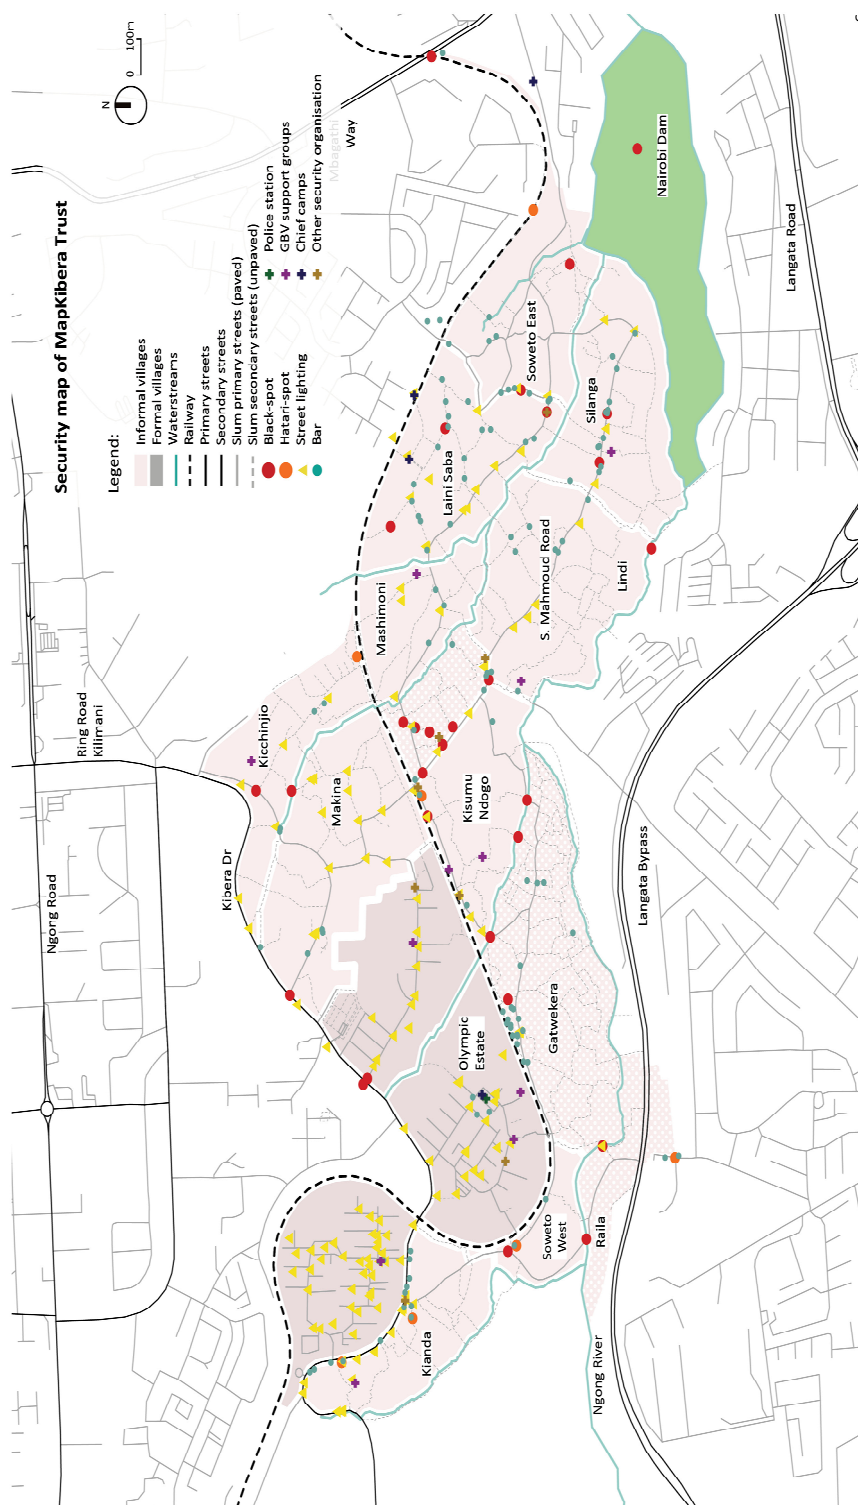 Security map of MapKibera Trust
Legend:
Informal villages
Formal villages
Waterstreams
Railway
Primary streets
Secondary streets
Slum primary streets (paved)
Slum secondary streets (unpaved)
Black-spot
Hatari-spot
Street lighting
Bar
Police station
GBV support groups
Chief camps
Other security organisation
N
0 100m
Mbagathi
Way
Ngong Road
Ring Road
Kilimani
Kibera Dr
Kicchinjio
Makina
Mashimoni
Laini Saba
Soweto East
Silanga
Nairobi Dam
Langata Road
S. Mahmoud Road
Lindi
Kisumu
Ndogo
Langata Bypass
Gatwekera
Olympic
Estate
Soweto
West
Raila
Kianda
Ngong River